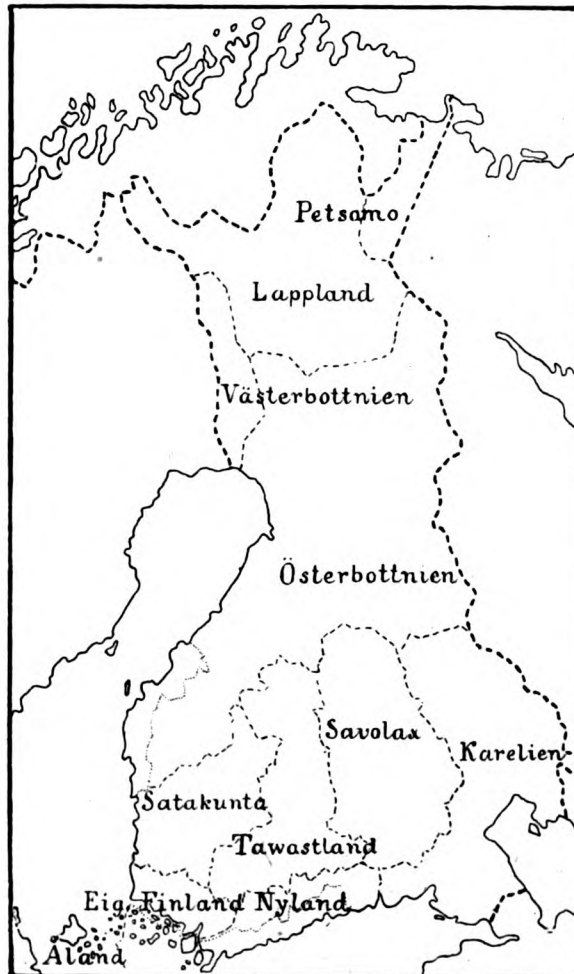 Petsamo
Lappland
Västerbottnien
Österbottnien
Savolax
Karelien
Satakunta
Tawastland
Eig. Finland Nyland
Åland